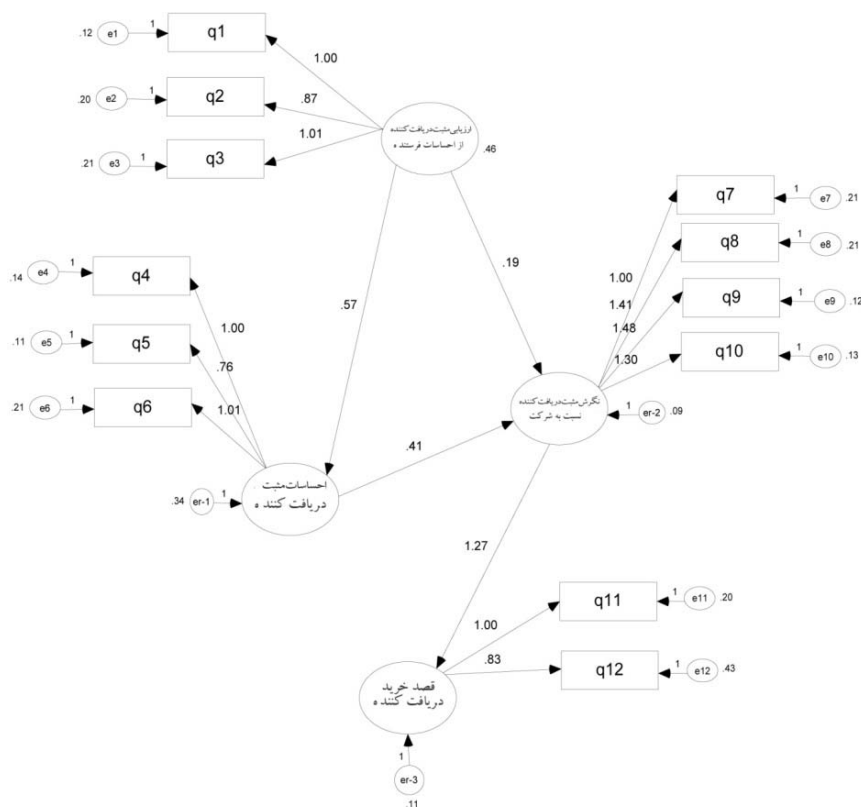 .12 e1 1 q1
1.00
.20 e2 1 q2
.87
.21 e3 1 q3
1.01
ارزیابی مثبت دریافت کننده
از احساسات فرستنده
.46
.14 e4 1 q4
1.00
.11 e5 1 q5
.76
.21 e6 1 q6
1.01
.57
.19
q7 1 e7 .21
1.00
q8 1 e8 .21
1.41
q9 1 e9 .12
1.48
q10 1 e10 .13
1.30
نگرش مثبت دریافت کننده
نسبت به شرکت
1 er-2 .09
.41
احساسات مثبت
دریافت کننده
.34 er-1 1
1.27
q11 1 e11 .20
1.00
q12 1 e12 .43
.83
قصد خرید
دریافت کننده
1
er-3
.11